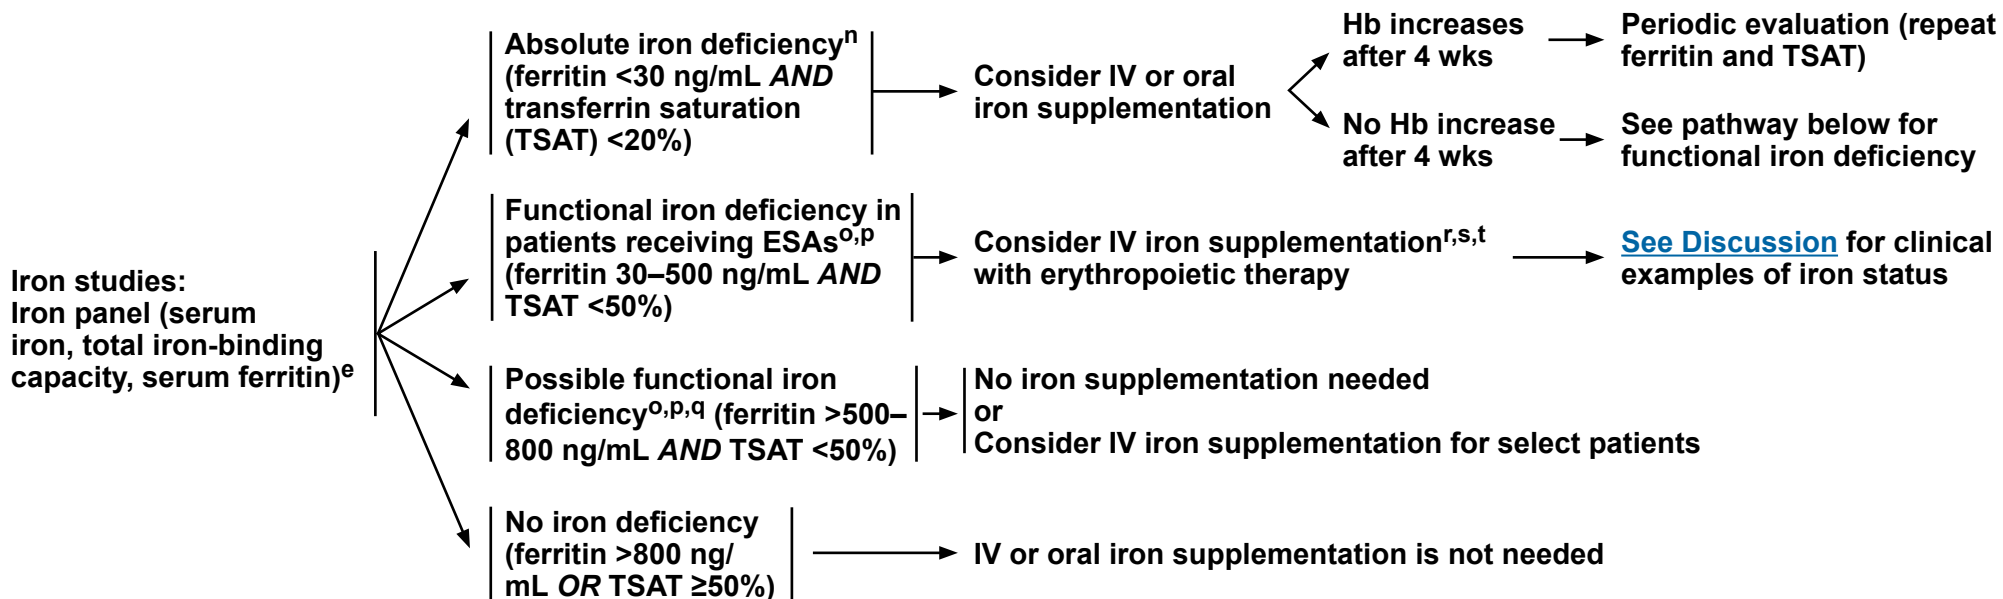 Iron studies:
Iron panel (serum
iron, total iron-binding
capacity, serum ferritin)e
Absolute iron deficiencyn
(ferritin <30 ng/mL AND
transferrin saturation
(TSAT) <20%)
Consider IV or oral
iron supplementation
Hb increases
after 4 wks
Periodic evaluation (repeat
ferritin and TSAT)
No Hb increase
after 4 wks
See pathway below for
functional iron deficiency
Functional iron deficiency in
patients receiving ESAso,p
(ferritin 30–500 ng/mL AND
TSAT <50%)
Consider IV iron supplementationr,s,t
with erythropoietic therapy
See Discussion for clinical
examples of iron status
Possible functional iron
deficiencyo,p,q (ferritin >500–
800 ng/mL AND TSAT <50%)
No iron supplementation needed
or
Consider IV iron supplementation for select patients
No iron deficiency
(ferritin >800 ng/
mL OR TSAT ≥50%)
IV or oral iron supplementation is not needed